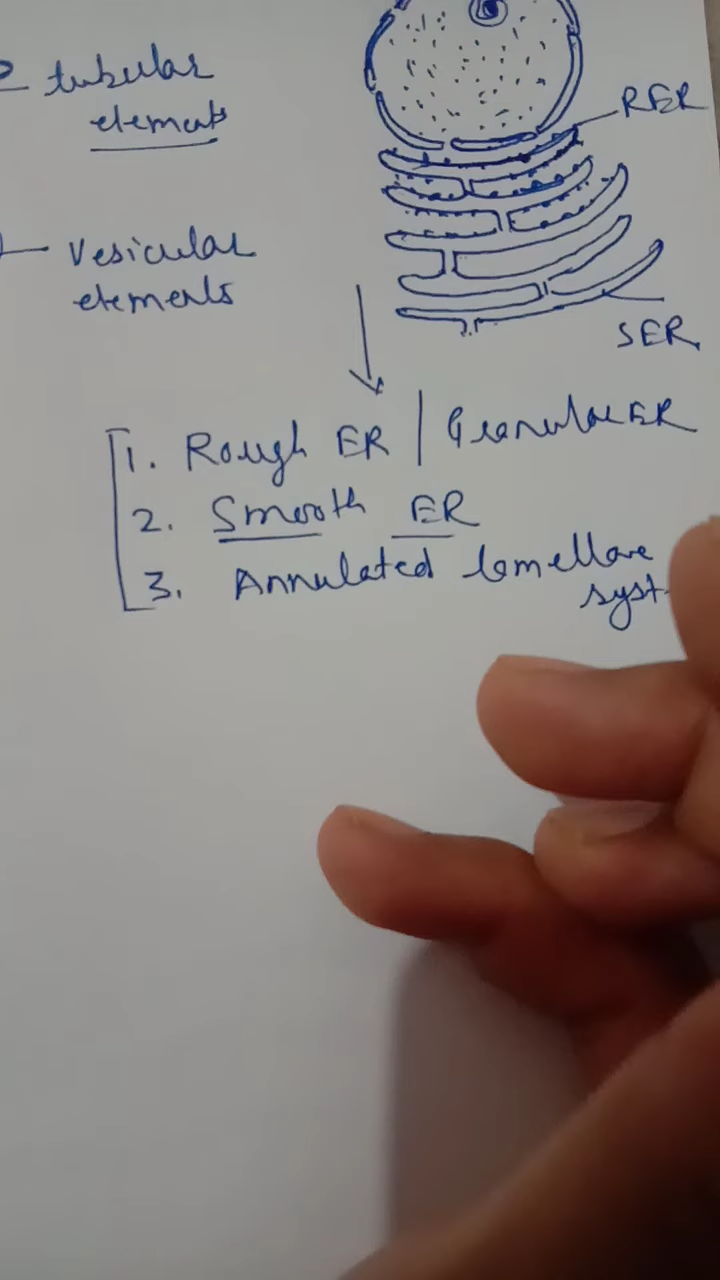 tubular
elements
RER
Vesicular
elements
SER
1. Rough ER | Granular ER
2. Smooth ER
3. Annulated lamellae
syst